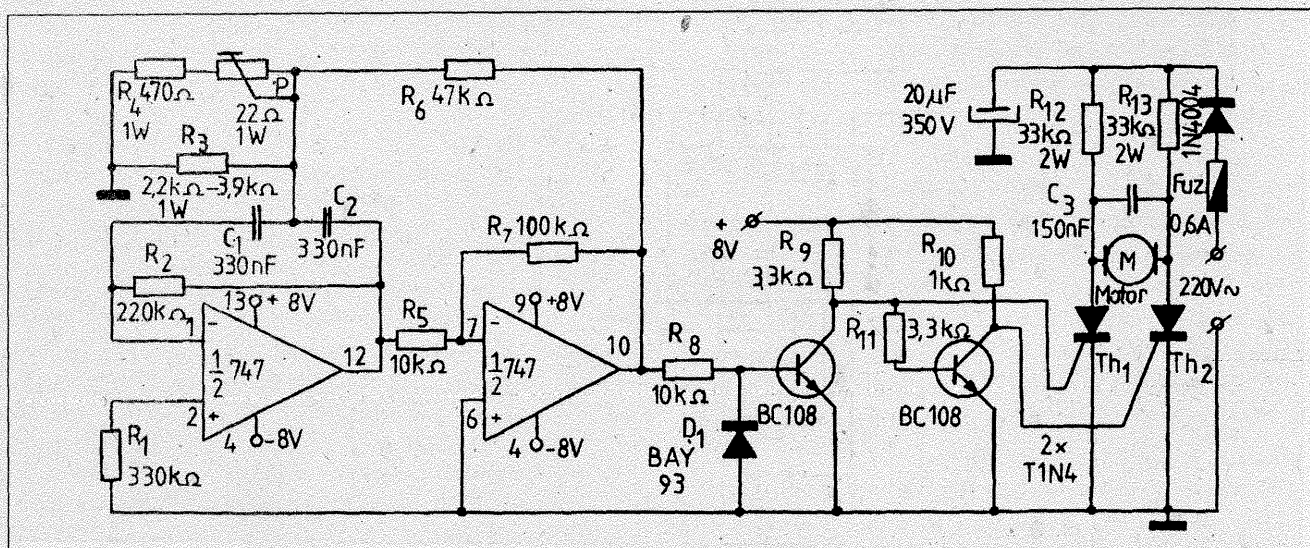 R4 470Ω
1W
P
22Ω
1W
R3
2,2kΩ-3,9kΩ
1W
R6 47kΩ
C1
330nF
C2
330nF
R2
220kΩ
13 + 8V
1
-
1/2 747
12
2
+
4 -8V
R1
330kΩ
R5
10kΩ
R7 100kΩ
9 +8V
7
-
1/2 747
10
6
+
4 -8V
R8
10kΩ
D1
BAY
93
+
8V
R9
3,3kΩ
R10
1kΩ
R11
3,3kΩ
BC108
BC108
20µF
350V
R12
33kΩ
2W
R13
33kΩ
2W
1N4004
Fuz.
0,6A
C3
150nF
M
Motor
220V~
Th1
Th2
2x
T1N4